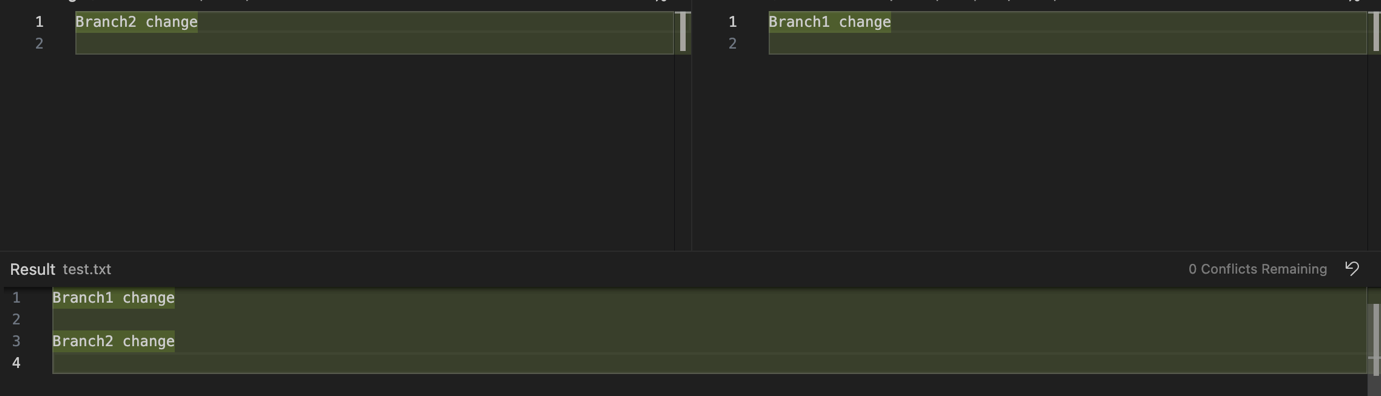 1 Branch2 change
2
1 Branch1 change
2
Result test.txt
0 Conflicts Remaining
1 Branch1 change
2
3 Branch2 change
4